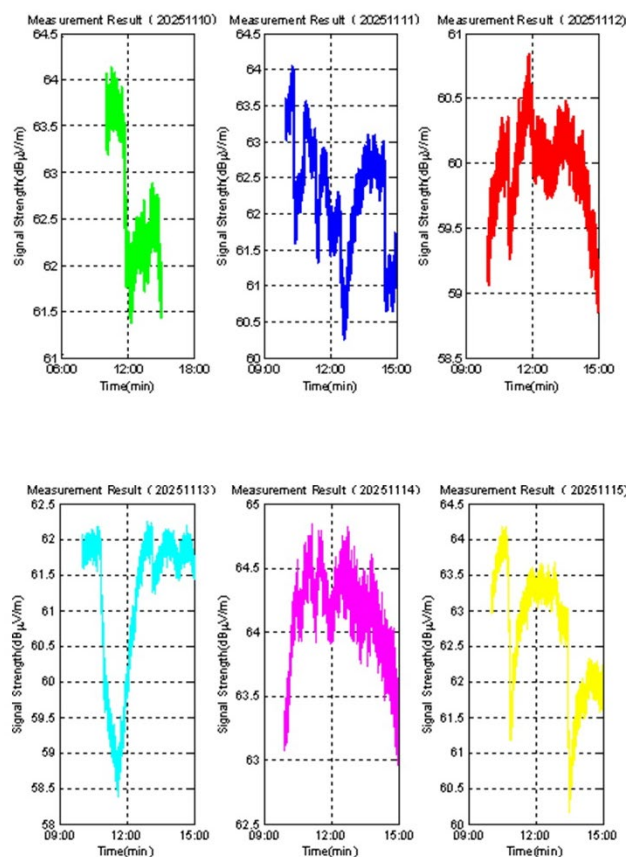 Measurement Result ( 20251110)
64.5
64
63.5
63
62.5
62
61.5
61
Signal Strength(dBμV//m)
06:00 12:00 18:00
Time(min)
Measurement Result ( 20251111)
64.5
64
63.5
63
62.5
62
61.5
61
60.5
60
Signal Strength(dBμV//m)
09:00 12:00 15:00
Time(min)
Measurement Result ( 20251112)
61
60.5
60
59.5
59
58.5
Signal Strength(dBμV//m)
09:00 12:00 15:00
Time(min)
Measurement Result ( 20251113)
62.5
62
61.5
61
60.5
60
59.5
59
58.5
58
Signal Strength(dBμV/m)
09:00 12:00 15:00
Time(min)
Measurement Result ( 20251114)
65
64.5
64
63.5
63
62.5
Signal Strength(dBμV/m)
09:00 12:00 15:00
Time(min)
Measurement Result ( 20251115)
64.5
64
63.5
63
62.5
62
61.5
61
60.5
60
Signal Strength(dBμV/m)
09:00 12:00 15:00
Time(min)